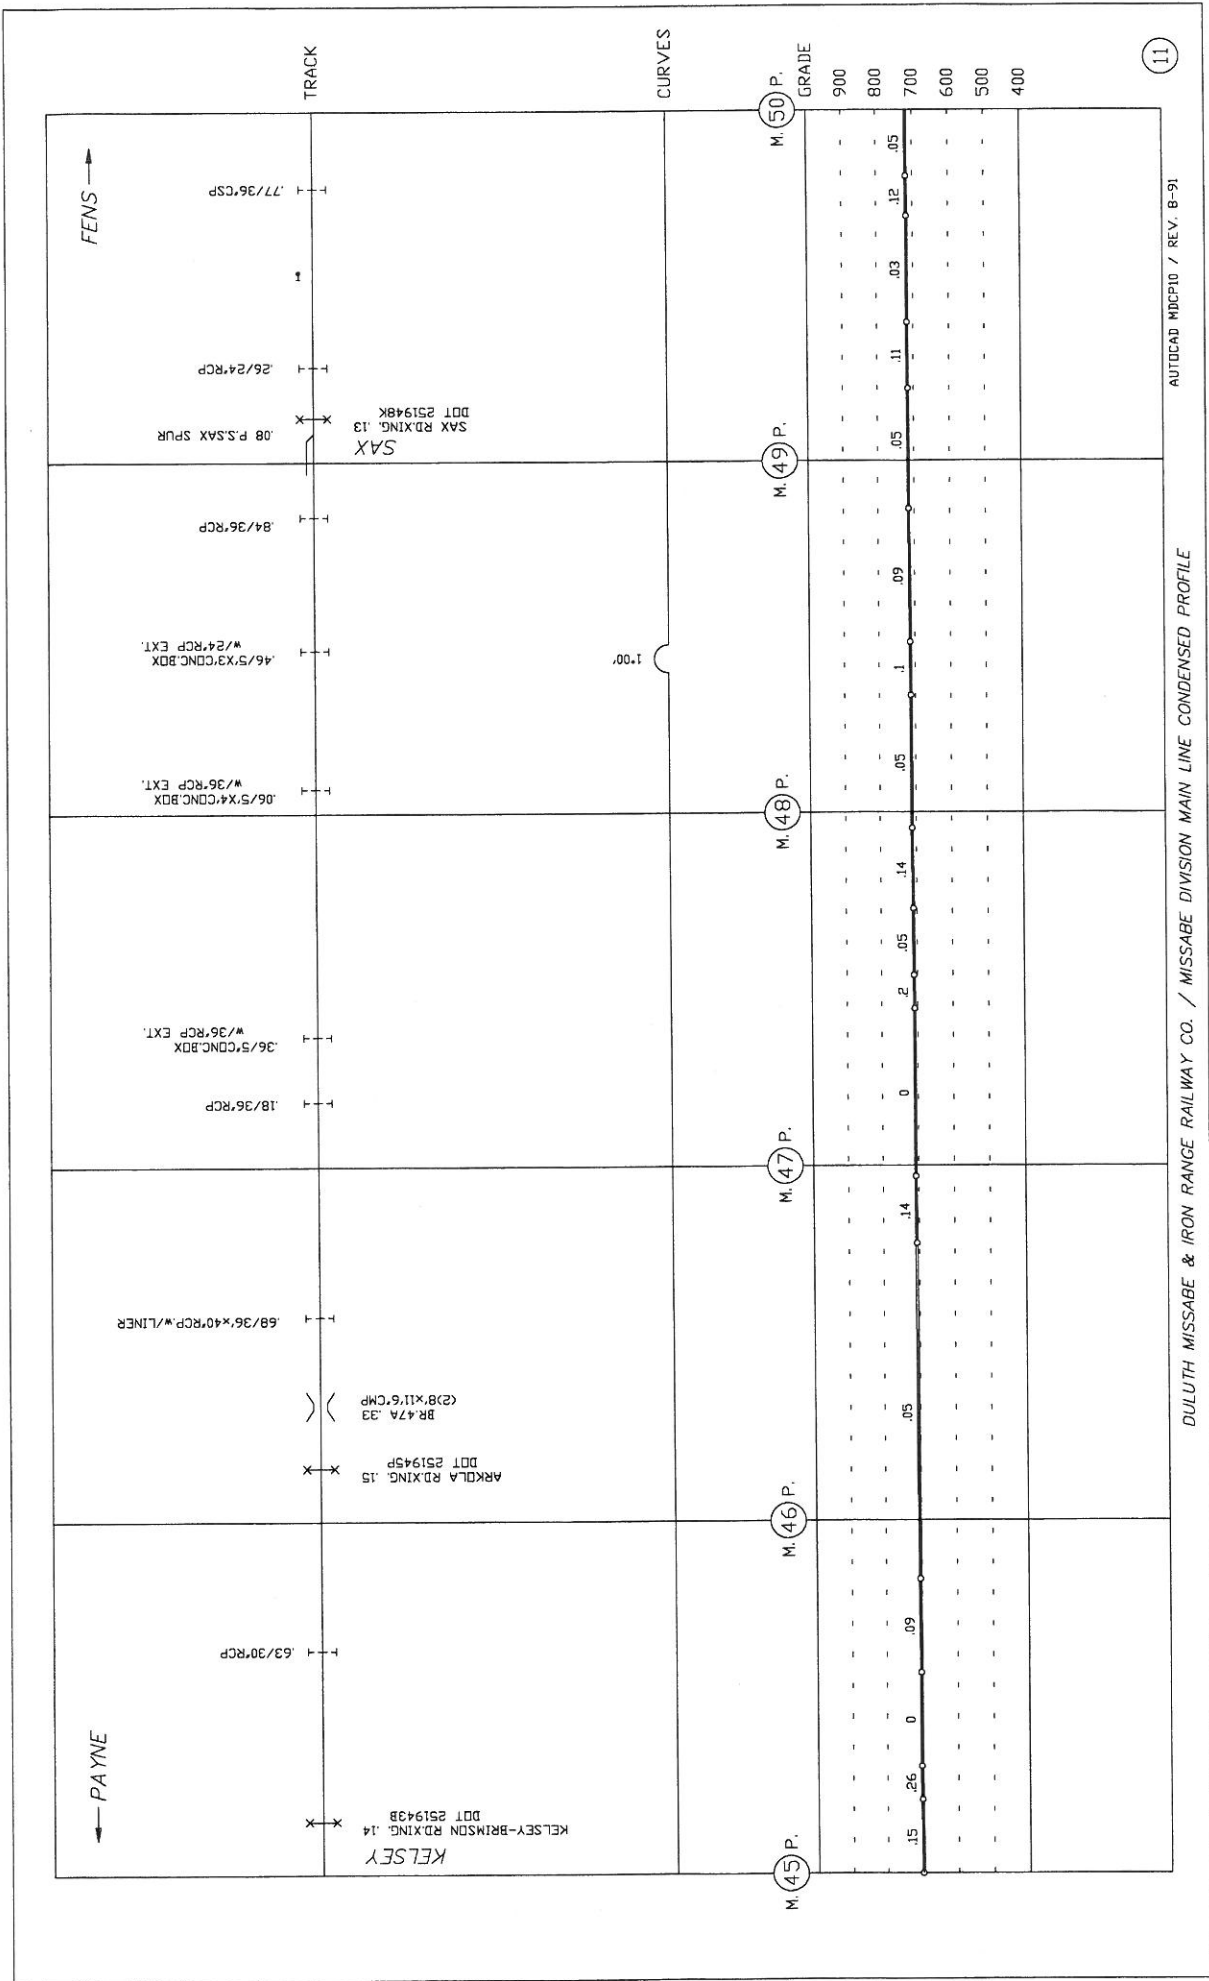 ← PAYNE
FENS →
TRACK
KELSEY
KELSEY-BRIMSON RD.XING. .14
DOT 251943B
.63/30"RCP
ARKOLA RD.XING. .15
DOT 251945P
BR.47A .33
(2)8'x11'6"CMP
.68/36"x40"RCP.W/LINER
.18/36"RCP
.36/5'CONC.BOX
W/36"RCP EXT.
.06/5'X4'CONC.BOX
W/36"RCP EXT.
.46/5'X3'CONC.BOX
W/24"RCP EXT.
.84/36"RCP
SAX
.08 P.S.SAX SPUR
SAX RD.XING. .13
DOT 251948K
.26/24"RCP
.77/36"CSP
CURVES
1°00'
M. 45 P.
M. 46 P.
M. 47 P.
M. 48 P.
M. 49 P.
M. 50 P.
GRADE
900
800
700
600
500
400
.15 .26 0 .09 .05 .14 0 .2 .05 .14 .05 .1 .09 .05 .11 .03 .12 .05
AUTOCAD MDCP10 / REV. 8-91
DULUTH MISSABE & IRON RANGE RAILWAY CO. / MISSABE DIVISION MAIN LINE CONDENSED PROFILE
11